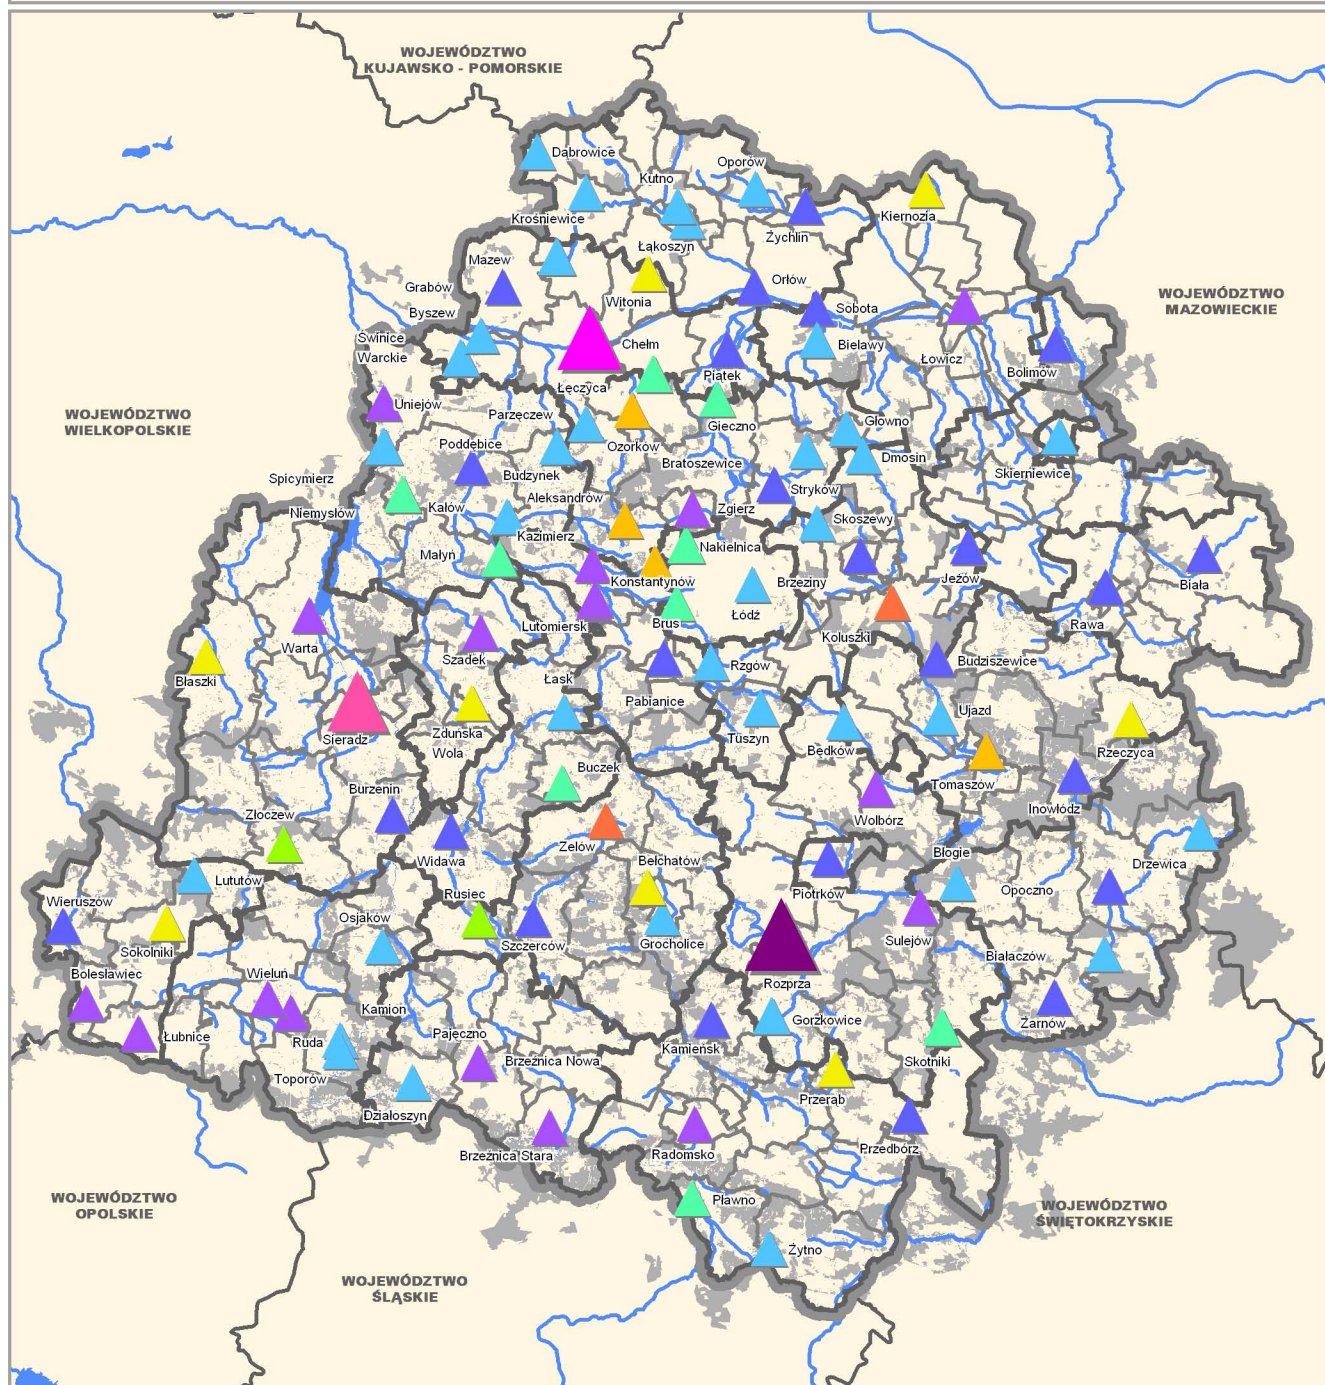 WOJEWÓDZTWO
KUJAWSKO - POMORSKIE
Dąbrowice
Oporów
Kutno
Kiernozia
Krośniewice
Łąkoszyn
Żychlin
Mazew
Grabów
Orłów
Byszew
Witonia
Sobota
WOJEWÓDZTWO
MAZOWIECKIE
Świnice
Warckie
Chełm
Bielawy
Łowicz
Bolimów
Piątek
Łęczyca
Uniejów
Parzęczew
WOJEWÓDZTWO
WIELKOPOLSKIE
Gieczno
Głowno
Poddębice
Ozorków
Budzynek
Bratoszewice
Dmosin
Skierniewice
Spicymierz
Stryków
Aleksandrów
Niemysłów
Kałów
Zgierz
Skoszewy
Kazimierz
Nakielnica
Małyń
Konstantynów
Brzeziny
Jeżów
Biała
Łódź
Lutomiersk
Brus
Rawa
Koluszki
Warta
Szadek
Rzgów
Budziszewice
Błaszki
Łask
Pabianice
Ujazd
Zduńska
Wola
Sieradz
Tuszyn
Będków
Rzeczyca
Buczek
Tomaszów
Burzenin
Inowłódz
Złoczew
Wolbórz
Zelów
Widawa
Błogie
Bełchatów
Drzewica
Lututów
Rusiec
Piotrków
Opoczno
Wieruszów
Osjaków
Sokolniki
Szczerców
Grocholice
Sulejów
Białaczów
Bolesławiec
Wieluń
Rozprza
Kamion
Żarnów
Łubnice
Ruda
Pajęczno
Gorzkowice
Kamieńsk
Brzeźnica Nowa
Skotniki
Toporów
Przerąb
Działoszyn
Brzeźnica Stara
Radomsko
Przedbórz
WOJEWÓDZTWO
OPOLSKIE
Pławno
WOJEWÓDZTWO
ŚWIĘTOKRZYSKIE
Żytno
WOJEWÓDZTWO
ŚLĄSKIE